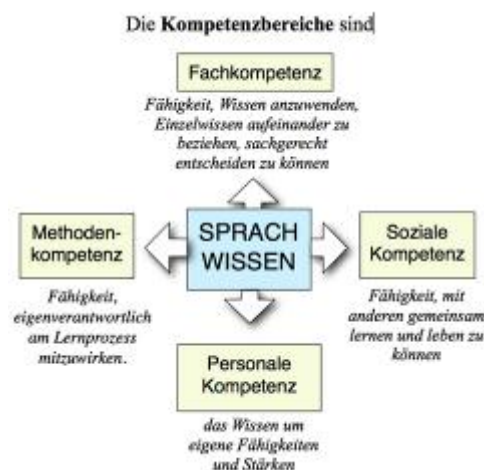 Die Kompetenzbereiche sind
Fachkompetenz
Fähigkeit, Wissen anzuwenden,
Einzelwissen aufeinander zu
beziehen, sachgerecht
entscheiden zu können
Methoden-
kompetenz
Fähigkeit,
eigenverantwortlich
am Lernprozess
mitzuwirken.
SPRACH
WISSEN
Soziale
Kompetenz
Fähigkeit, mit
anderen gemeinsam
lernen und leben zu
können
Personale
Kompetenz
das Wissen um
eigene Fähigkeiten
und Stärken